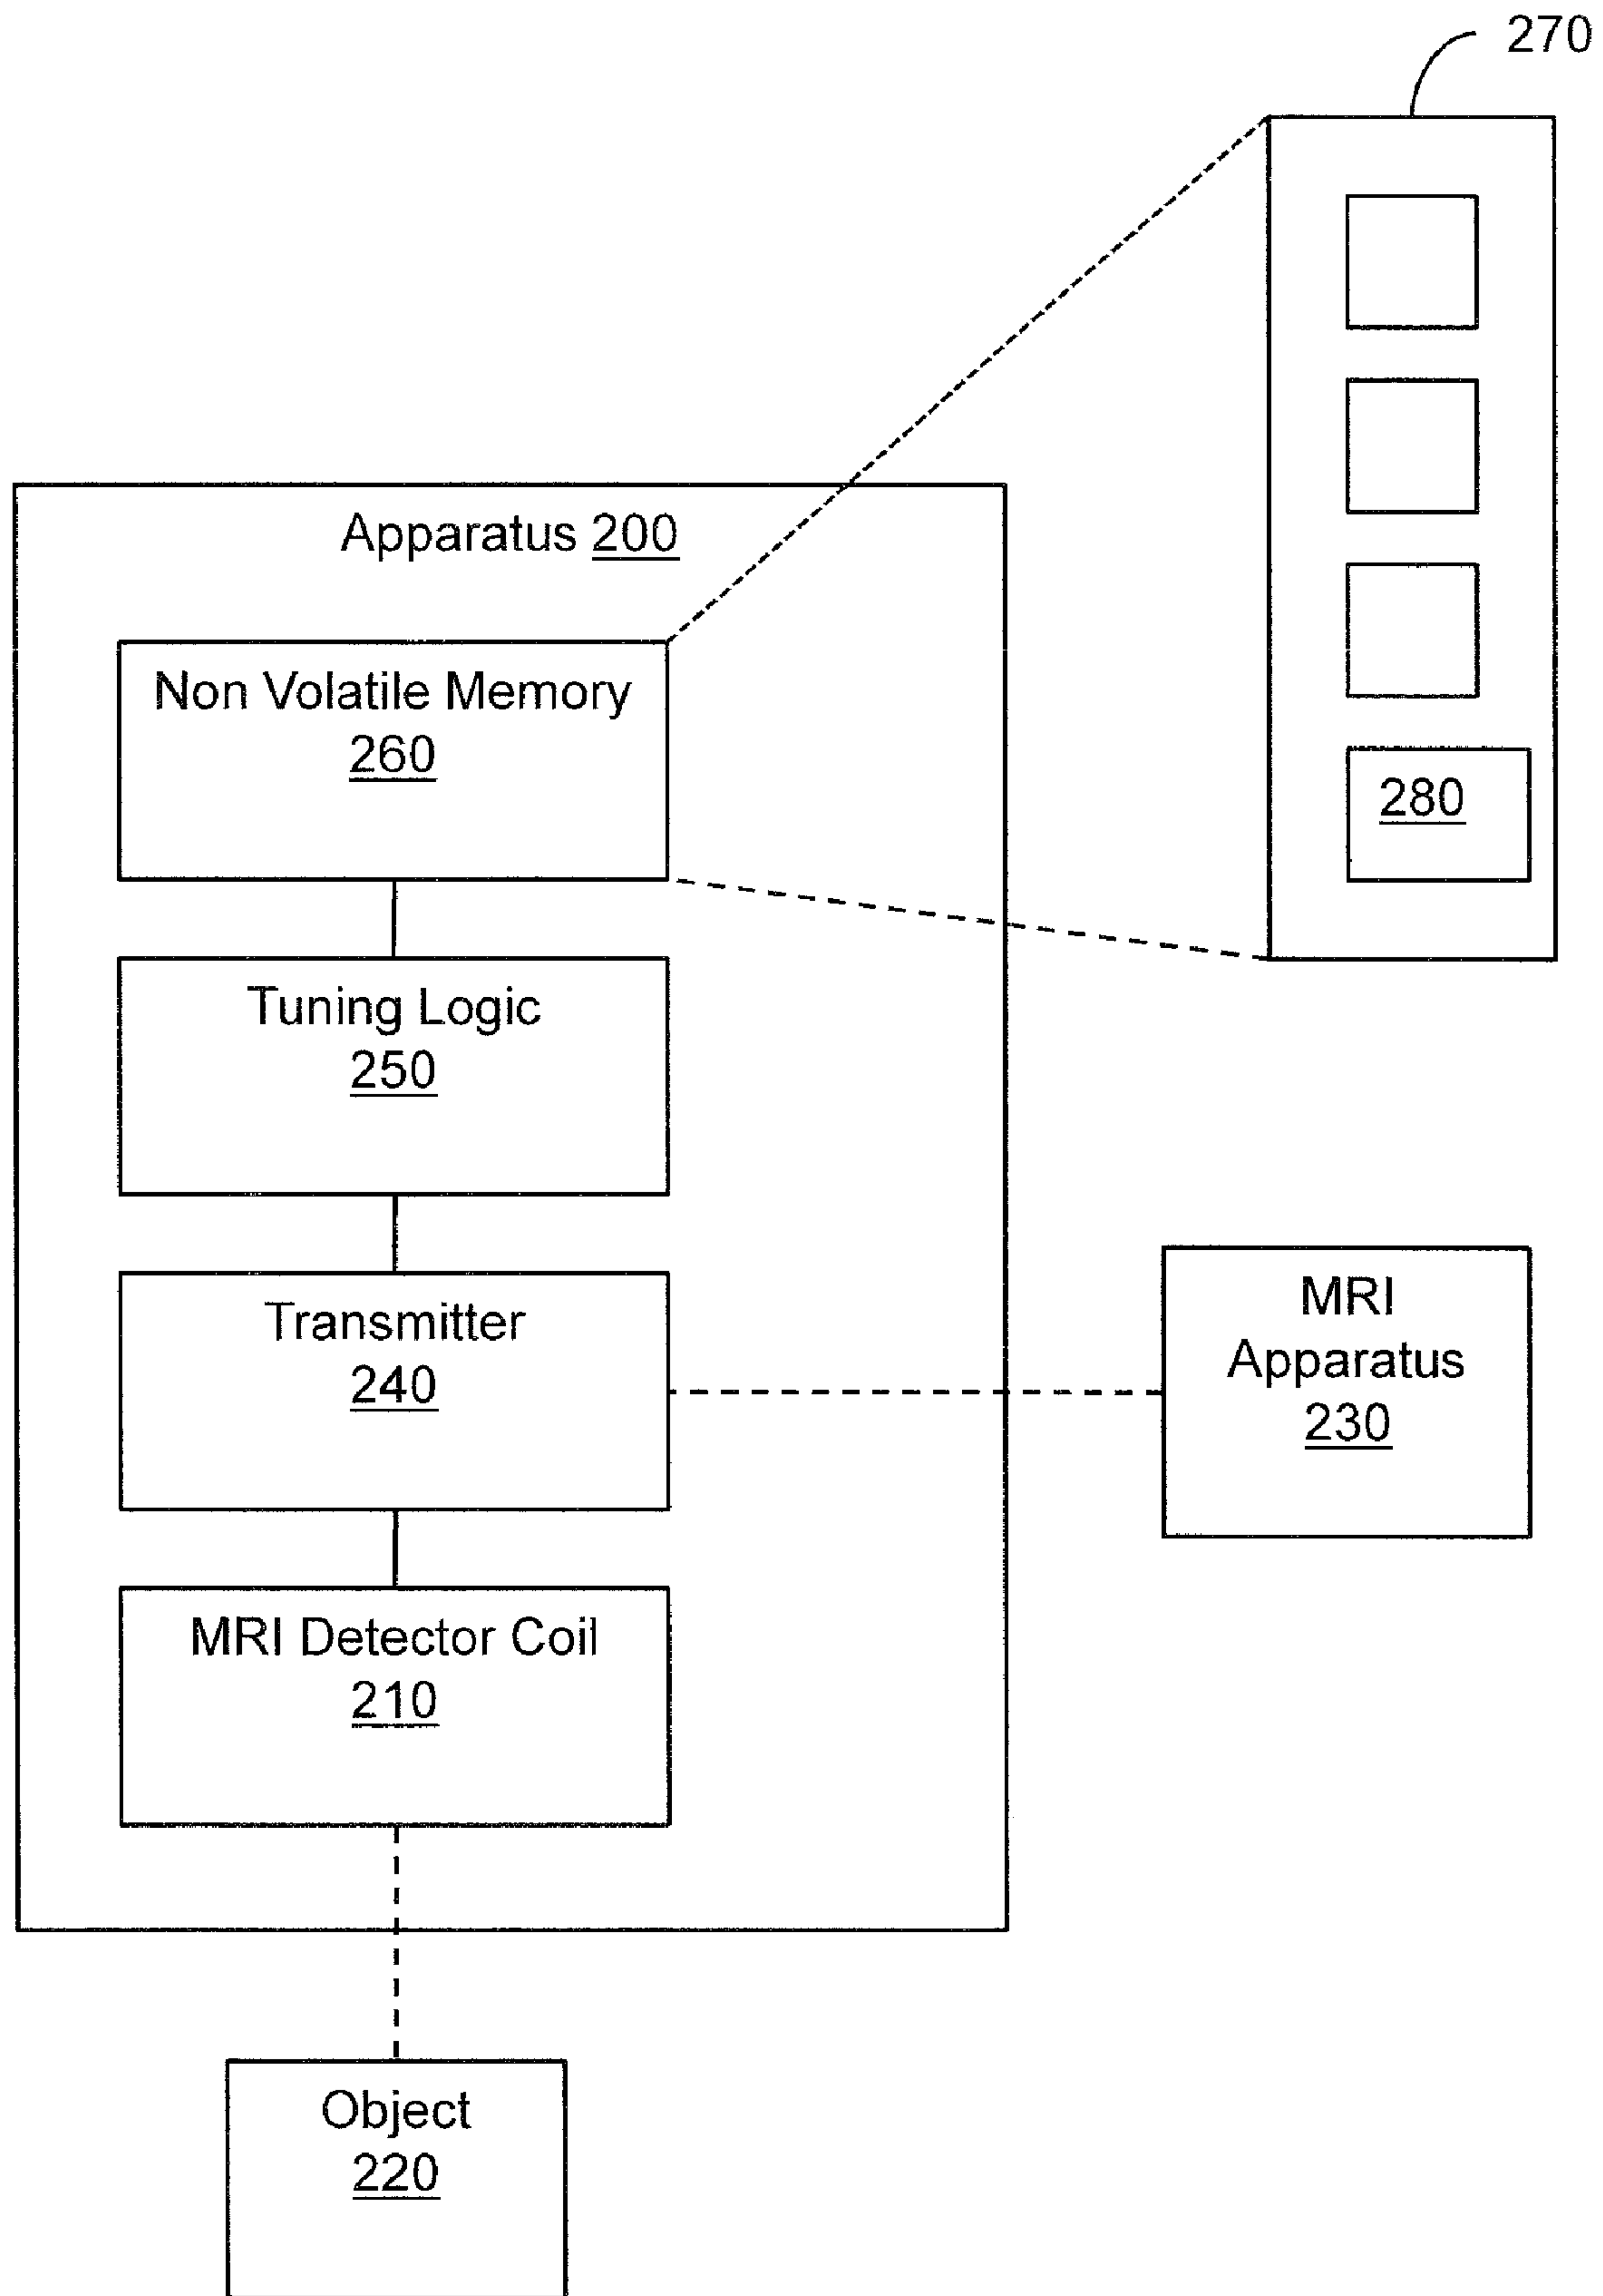 270
Apparatus 200
Non Volatile Memory
260
280
Tuning Logic
250
Transmitter
240
MRI
Apparatus
230
MRI Detector Coil
210
Object
220